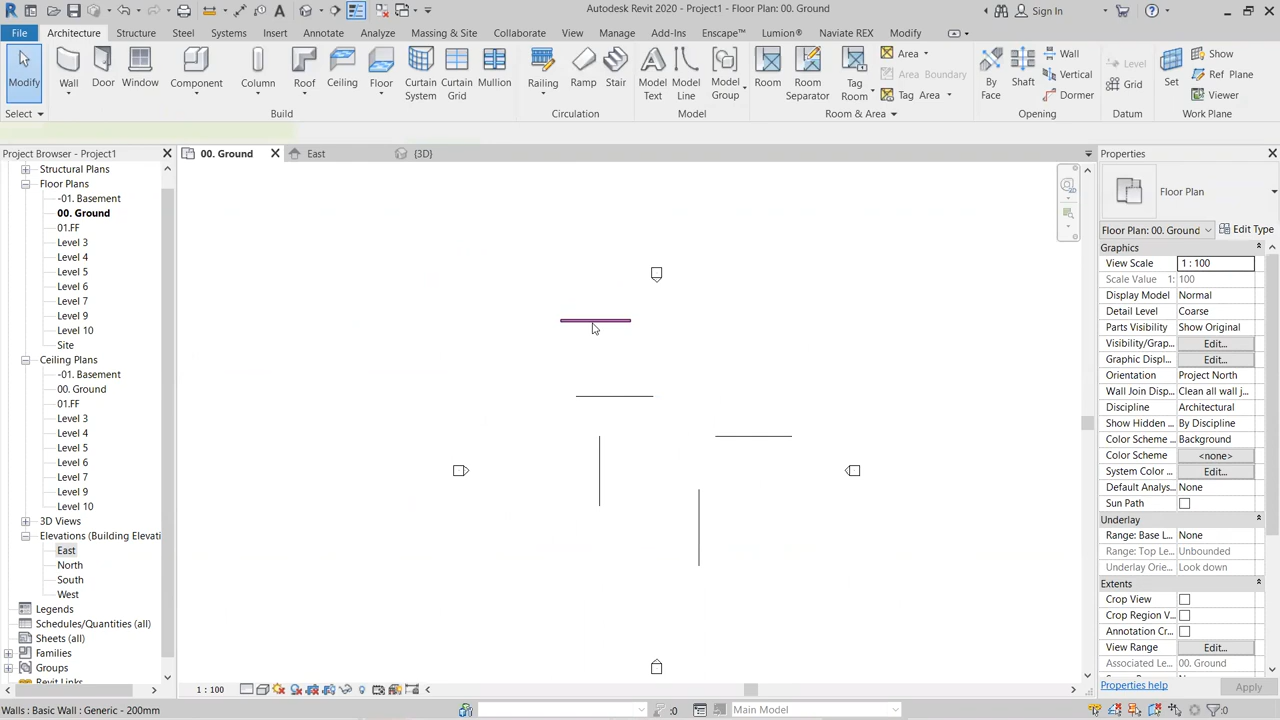 Autodesk Revit 2020 - Project1 - Floor Plan: 00. Ground
Sign In
File
Architecture
Structure
Steel
Systems
Insert
Annotate
Analyze
Massing & Site
Collaborate
View
Manage
Add-Ins
Enscape™
Lumion®
Naviate REX
Modify
Modify
Wall
Door
Window
Component
Column
Roof
Ceiling
Floor
Curtain System
Curtain Grid
Mullion
Railing
Ramp
Stair
Model Text
Model Line
Model Group
Room
Room Separator
Tag Room
Area
Area Boundary
Tag Area
By Face
Shaft
Wall
Vertical
Dormer
Level
Grid
Set
Show
Ref Plane
Viewer
Select
Build
Circulation
Model
Room & Area
Opening
Datum
Work Plane
Project Browser - Project1
Structural Plans
Floor Plans
-01. Basement
00. Ground
01.FF
Level 3
Level 4
Level 5
Level 6
Level 7
Level 9
Level 10
Site
Ceiling Plans
-01. Basement
00. Ground
01.FF
Level 3
Level 4
Level 5
Level 6
Level 7
Level 9
Level 10
3D Views
Elevations (Building Elevati
East
North
South
West
Legends
Schedules/Quantities (all)
Sheets (all)
Families
Groups
Revit Links
00. Ground
East
{3D}
Properties
Floor Plan
Floor Plan: 00. Ground
Edit Type
Graphics
View Scale 1 : 100
Scale Value 1: 100
Display Model Normal
Detail Level Coarse
Parts Visibility Show Original
Visibility/Grap... Edit...
Graphic Displ... Edit...
Orientation Project North
Wall Join Disp... Clean all wall j...
Discipline Architectural
Show Hidden ... By Discipline
Color Scheme ... Background
Color Scheme <none>
System Color ... Edit...
Default Analys... None
Sun Path
Underlay
Range: Base L... None
Range: Top Le... Unbounded
Underlay Orie... Look down
Extents
Crop View
Crop Region V...
Annotation Cr...
View Range Edit...
Associated Le... 00. Ground
Properties help
Apply
1 : 100
Walls : Basic Wall : Generic - 200mm
:0
Main Model
:0